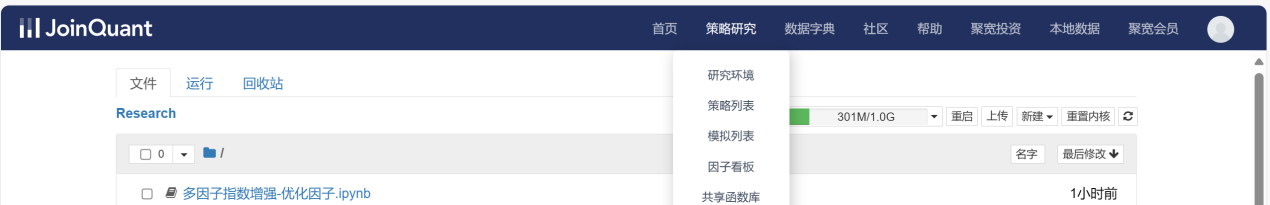 JoinQuant 首页 策略研究 数据字典 社区 帮助 聚宽投资 本地数据 聚宽会员
文件 运行 回收站
研究环境
策略列表
模拟列表
因子看板
共享函数库
Research
301M/1.0G 重启 上传 新建 重置内核
0 / 名字 最后修改
多因子指数增强-优化因子.ipynb 1小时前